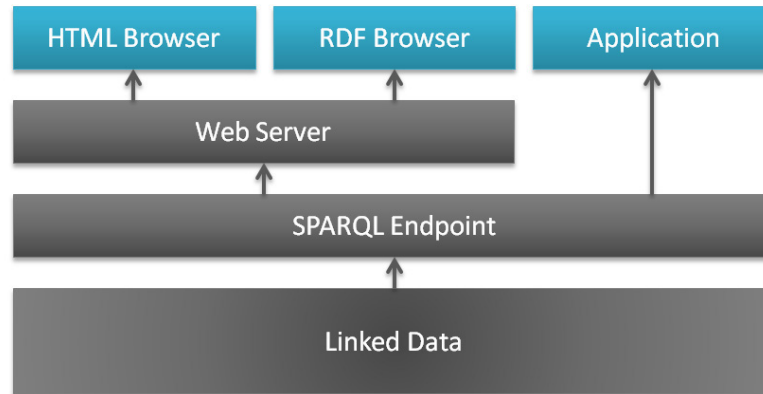 HTML Browser
RDF Browser
Application
Web Server
SPARQL Endpoint
Linked Data